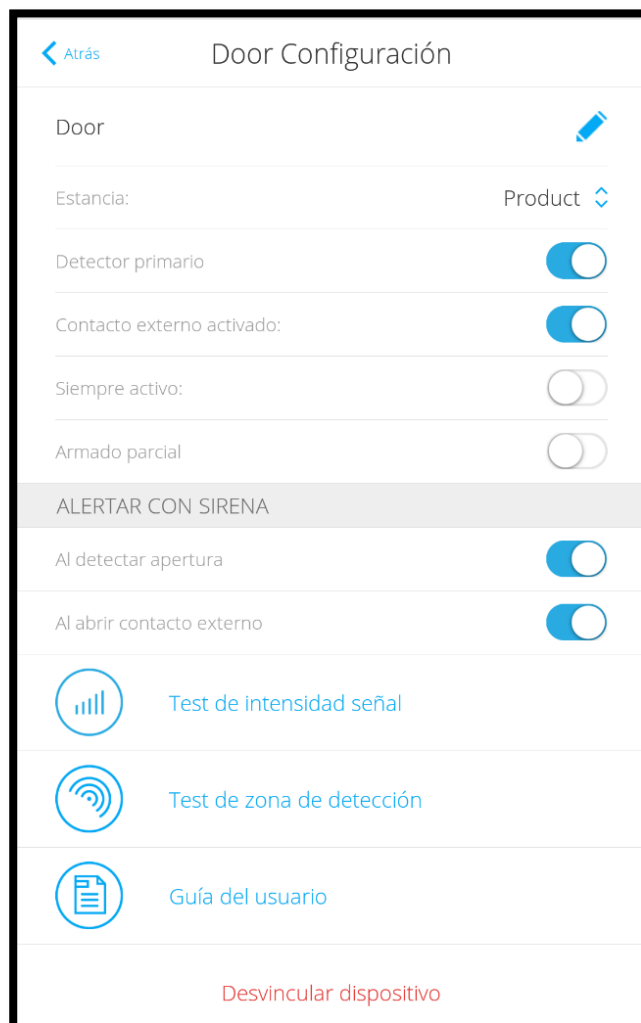 Atrás
Door Configuración
Door
Estancia:
Product
Detector primario
Contacto externo activado:
Siempre activo:
Armado parcial
ALERTAR CON SIRENA
Al detectar apertura
Al abrir contacto externo
Test de intensidad señal
Test de zona de detección
Guía del usuario
Desvincular dispositivo